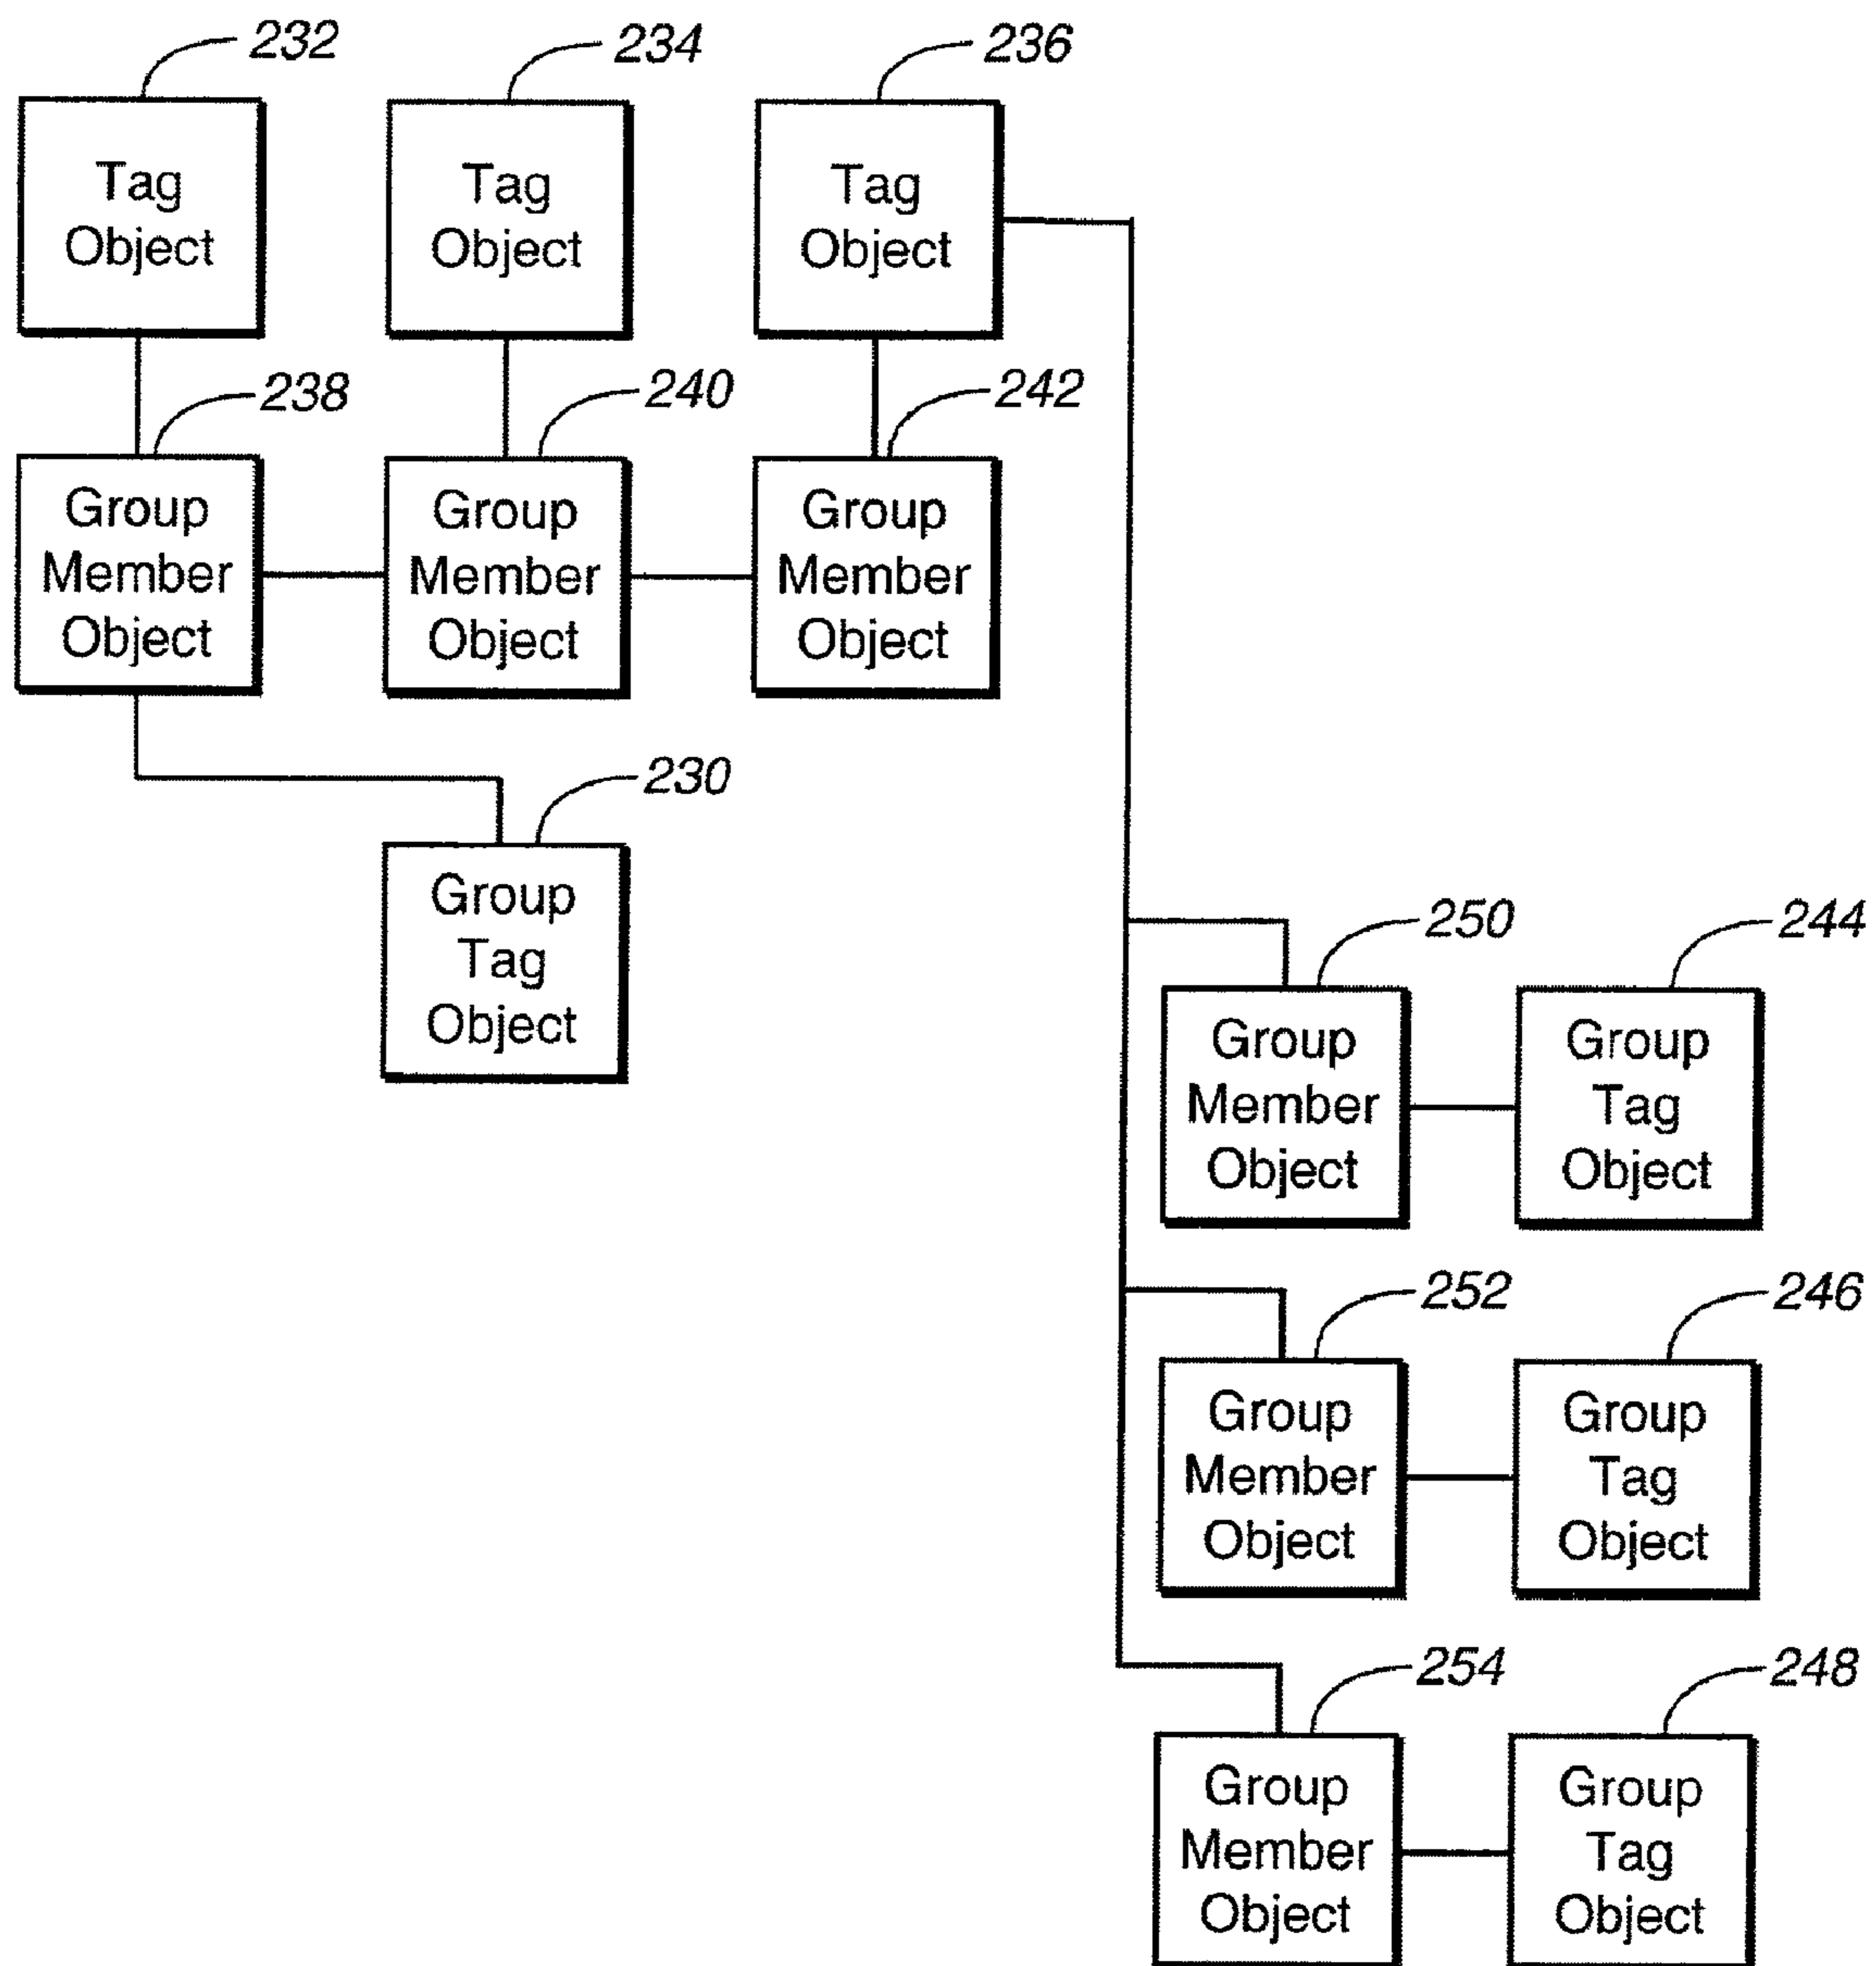 232
234
236
Tag
Object
Tag
Object
Tag
Object
238
240
242
Group
Member
Object
Group
Member
Object
Group
Member
Object
230
Group
Tag
Object
250
244
Group
Member
Object
Group
Tag
Object
252
246
Group
Member
Object
Group
Tag
Object
254
248
Group
Member
Object
Group
Tag
Object